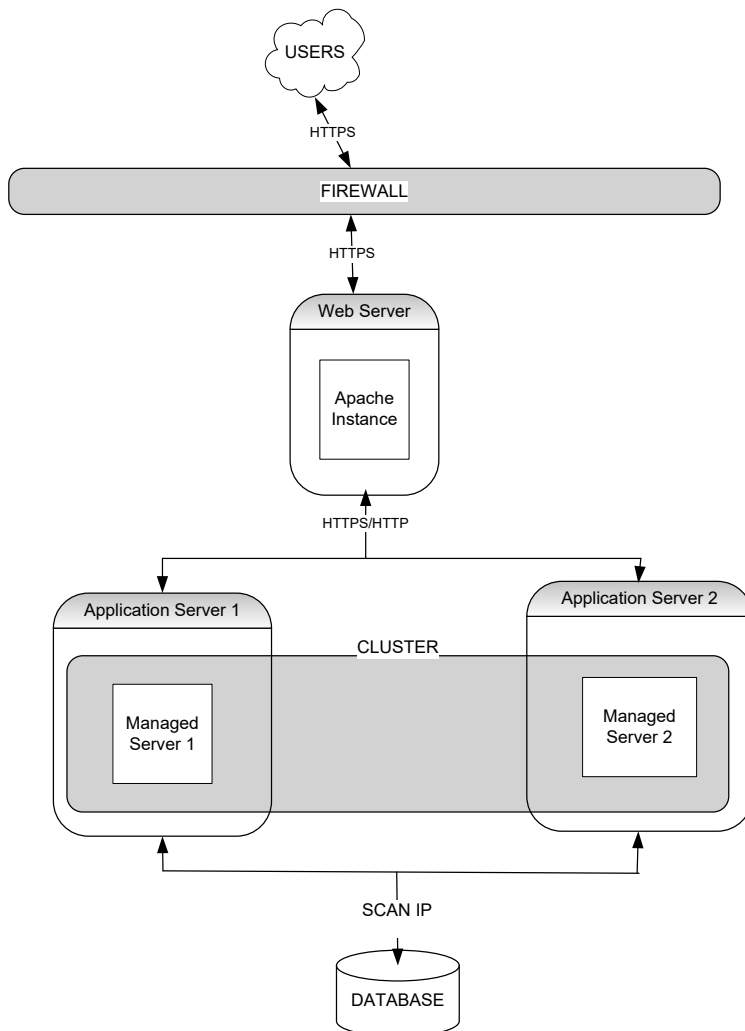 USERS
HTTPS
FIREWALL
HTTPS
Web Server
Apache
Instance
HTTPS/HTTP
Application Server 1
Application Server 2
CLUSTER
Managed
Server 1
Managed
Server 2
SCAN IP
DATABASE